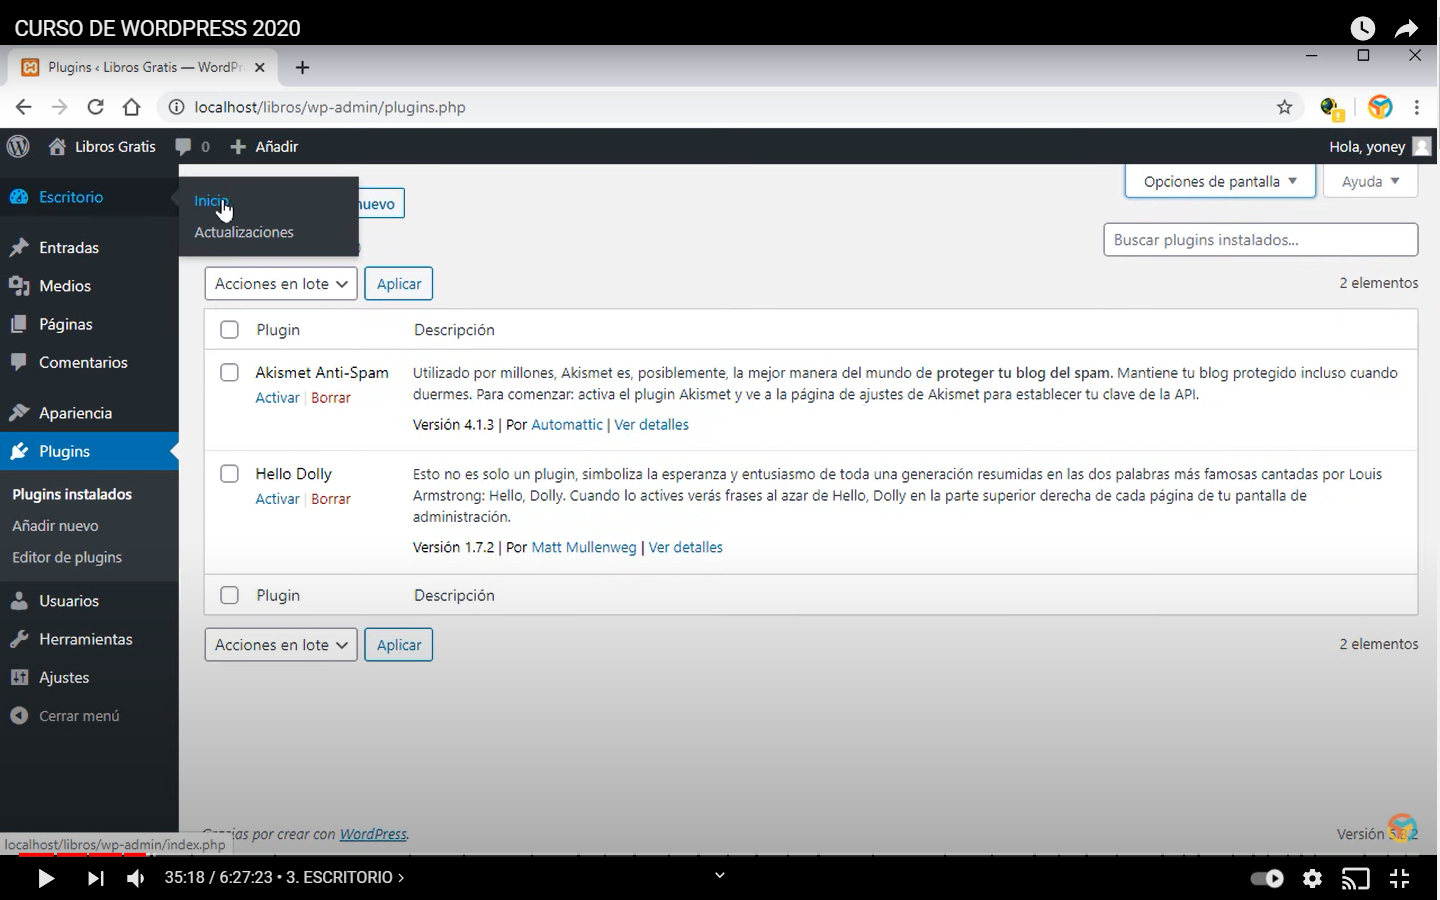 CURSO DE WORDPRESS 2020
Plugins ‹ Libros Gratis — WordPr
localhost/libros/wp-admin/plugins.php
Libros Gratis
0
Añadir
Hola, yoney
Escritorio
Inicio
Actualizaciones
nuevo
Opciones de pantalla
Ayuda
Entradas
Medios
Páginas
Comentarios
Apariencia
Plugins
Plugins instalados
Añadir nuevo
Editor de plugins
Usuarios
Herramientas
Ajustes
Cerrar menú
Buscar plugins instalados...
Acciones en lote
Aplicar
2 elementos
Plugin
Descripción
Akismet Anti-Spam
Activar | Borrar
Utilizado por millones, Akismet es, posiblemente, la mejor manera del mundo de proteger tu blog del spam. Mantiene tu blog protegido incluso cuando
duermes. Para comenzar: activa el plugin Akismet y ve a la página de ajustes de Akismet para establecer tu clave de la API.
Versión 4.1.3 | Por Automattic | Ver detalles
Hello Dolly
Activar | Borrar
Esto no es solo un plugin, simboliza la esperanza y entusiasmo de toda una generación resumidas en las dos palabras más famosas cantadas por Louis
Armstrong: Hello, Dolly. Cuando lo actives verás frases al azar de Hello, Dolly en la parte superior derecha de cada página de tu pantalla de
administración.
Versión 1.7.2 | Por Matt Mullenweg | Ver detalles
Plugin
Descripción
Acciones en lote
Aplicar
2 elementos
Gracias por crear con WordPress.
Versión
localhost/libros/wp-admin/index.php
35:18 / 6:27:23 • 3. ESCRITORIO ›